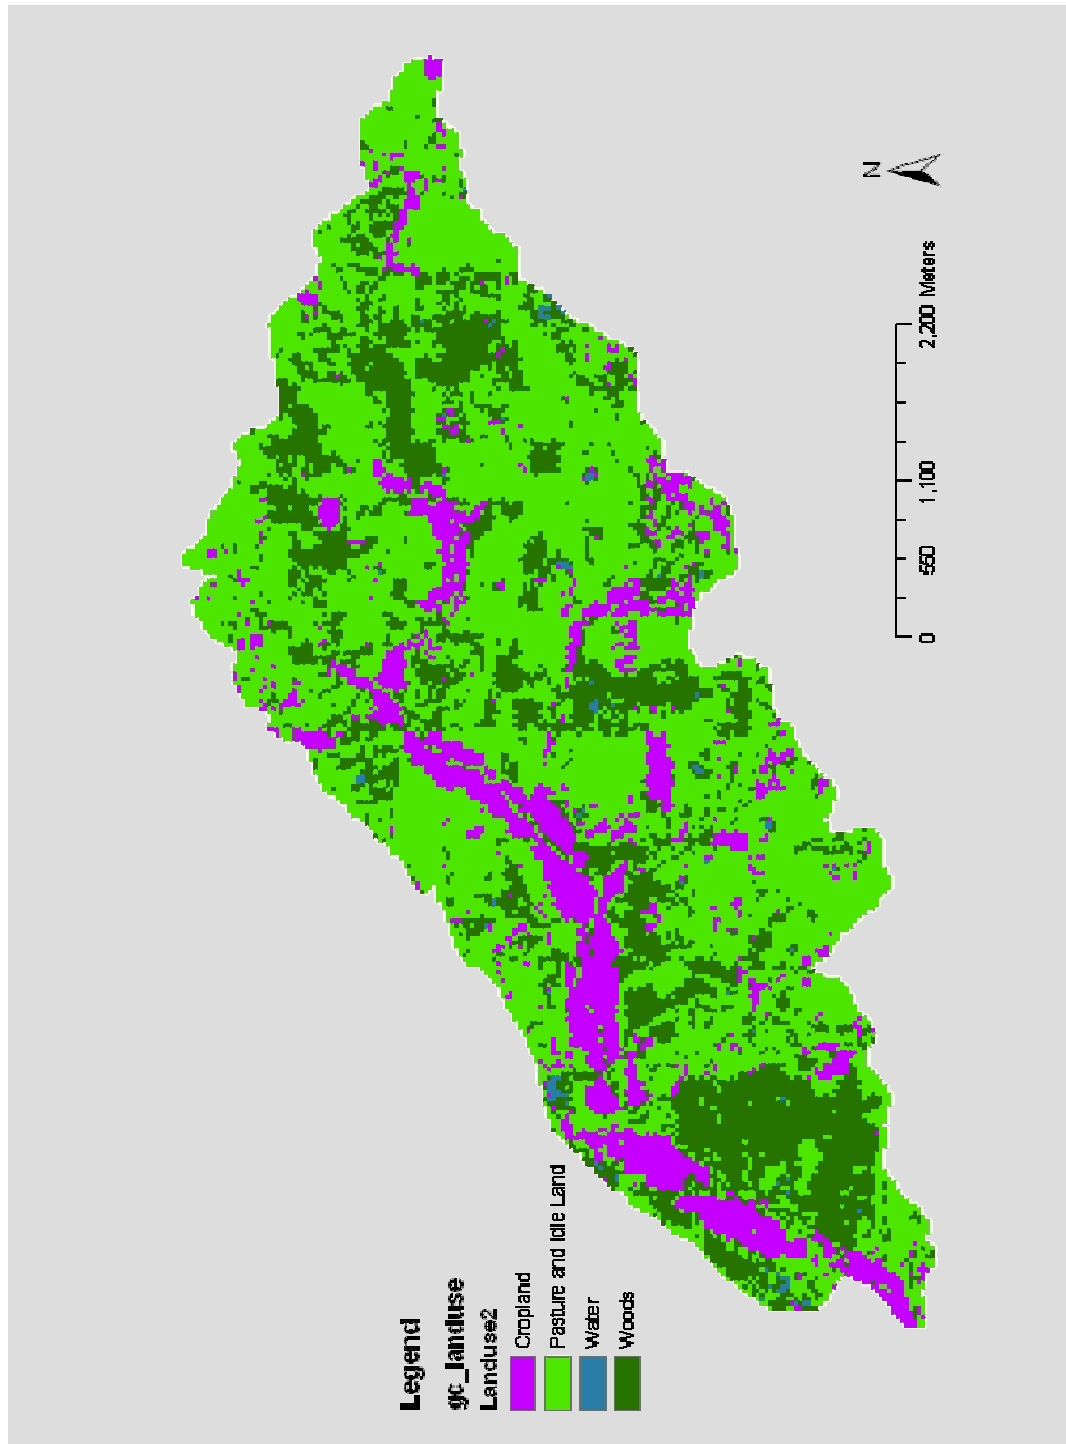 Legend
gc_landuse
Landuse2
Cropland
Pasture and Idle Land
Water
Woods
0 550 1,100 2,200 Meters
N